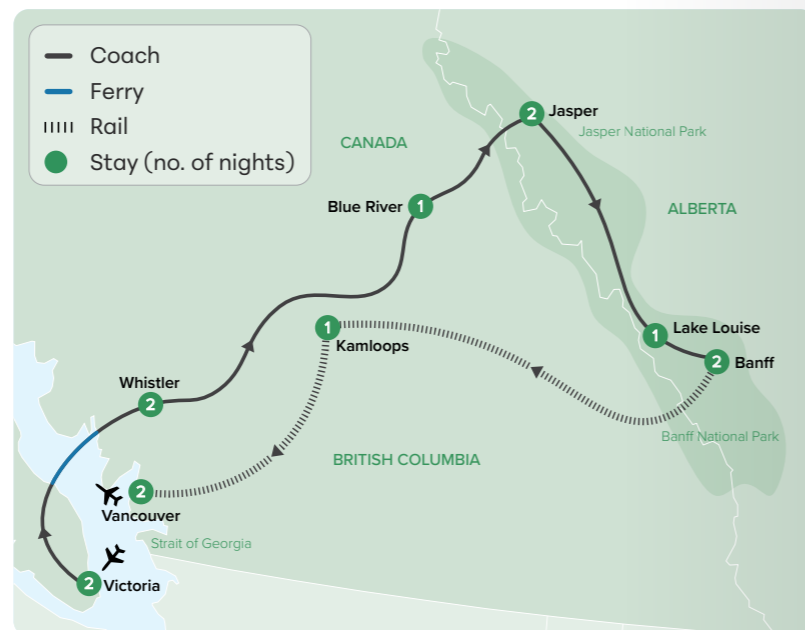 Coach
Ferry
Rail
Stay (no. of nights)
CANADA
2 Jasper
Jasper National Park
Blue River 1
ALBERTA
1 Lake Louise
1
Kamloops
2 Banff
Whistler
2
Banff National Park
BRITISH COLUMBIA
2
Vancouver
Strait of Georgia
2 Victoria